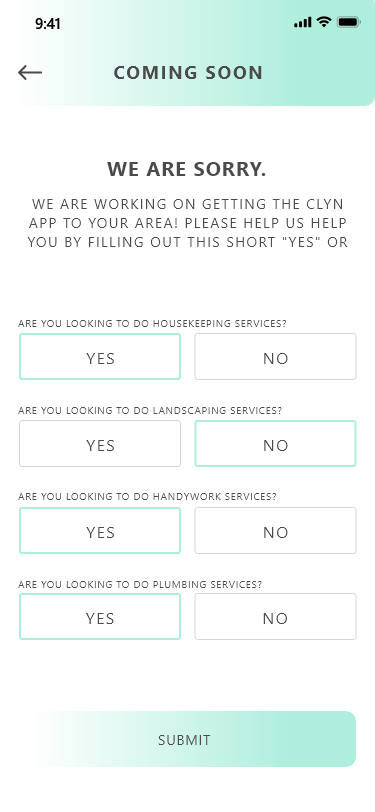 9:41
COMING SOON
WE ARE SORRY.
WE ARE WORKING ON GETTING THE CLYN
APP TO YOUR AREA! PLEASE HELP US HELP
YOU BY FILLING OUT THIS SHORT "YES" OR
ARE YOU LOOKING TO DO HOUSEKEEPING SERVICES?
YES NO
ARE YOU LOOKING TO DO LANDSCAPING SERVICES?
YES NO
ARE YOU LOOKING TO DO HANDYWORK SERVICES?
YES NO
ARE YOU LOOKING TO DO PLUMBING SERVICES?
YES NO
SUBMIT